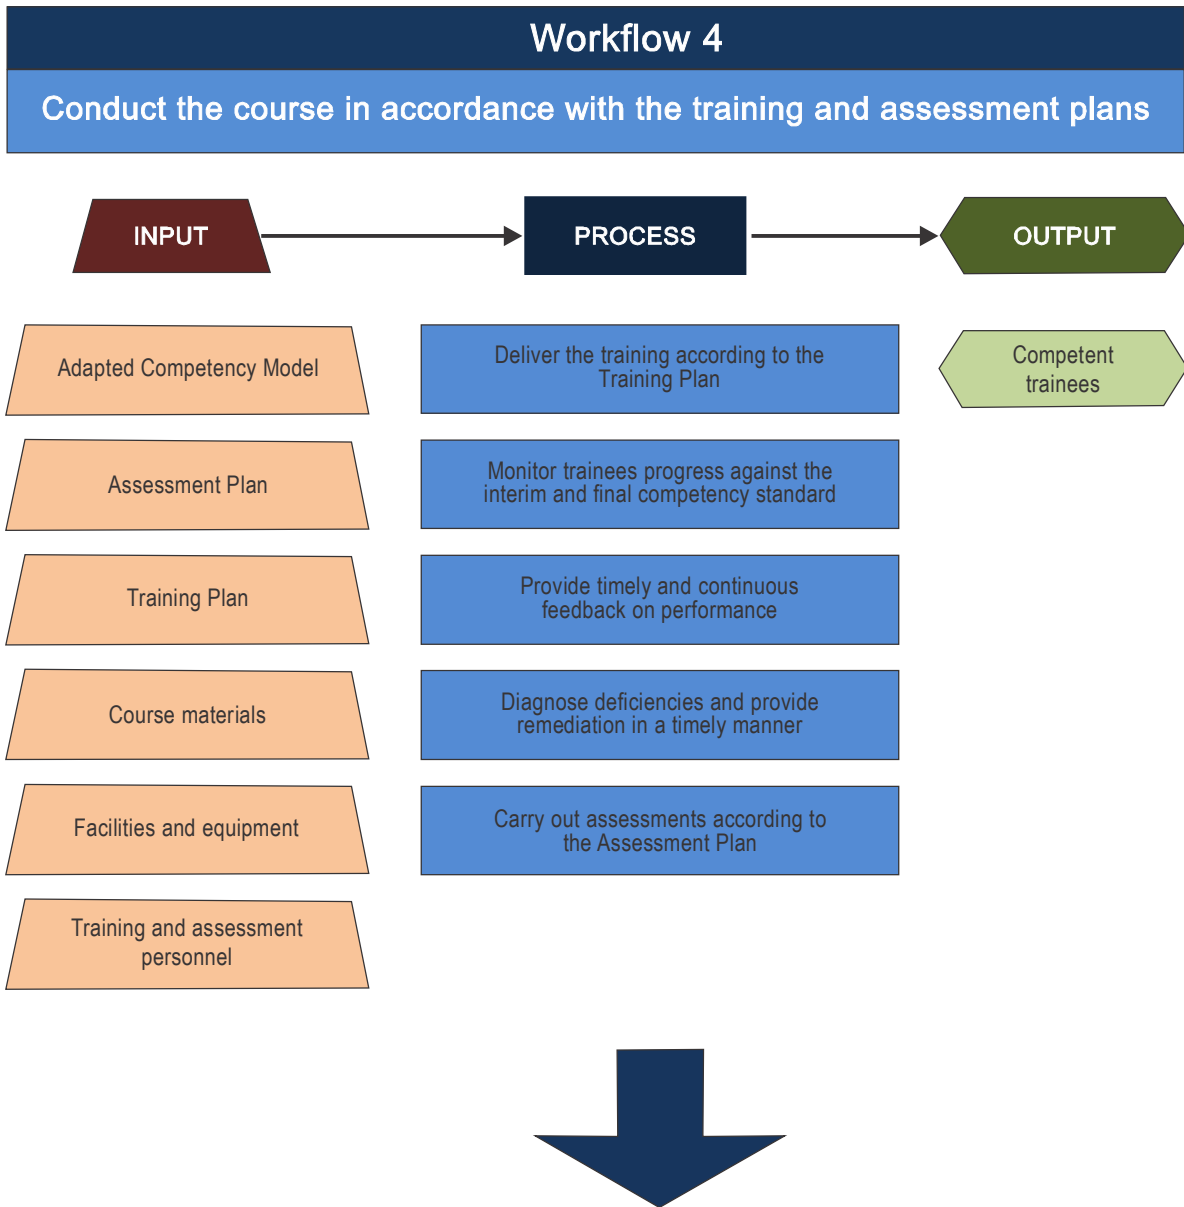 Workflow 4
Conduct the course in accordance with the training and assessment plans
INPUT
PROCESS
OUTPUT
Adapted Competency Model
Assessment Plan
Training Plan
Course materials
Facilities and equipment
Training and assessment
personnel
Deliver the training according to the
Training Plan
Monitor trainees progress against the
interim and final competency standard
Provide timely and continuous
feedback on performance
Diagnose deficiencies and provide
remediation in a timely manner
Carry out assessments according to
the Assessment Plan
Competent
trainees